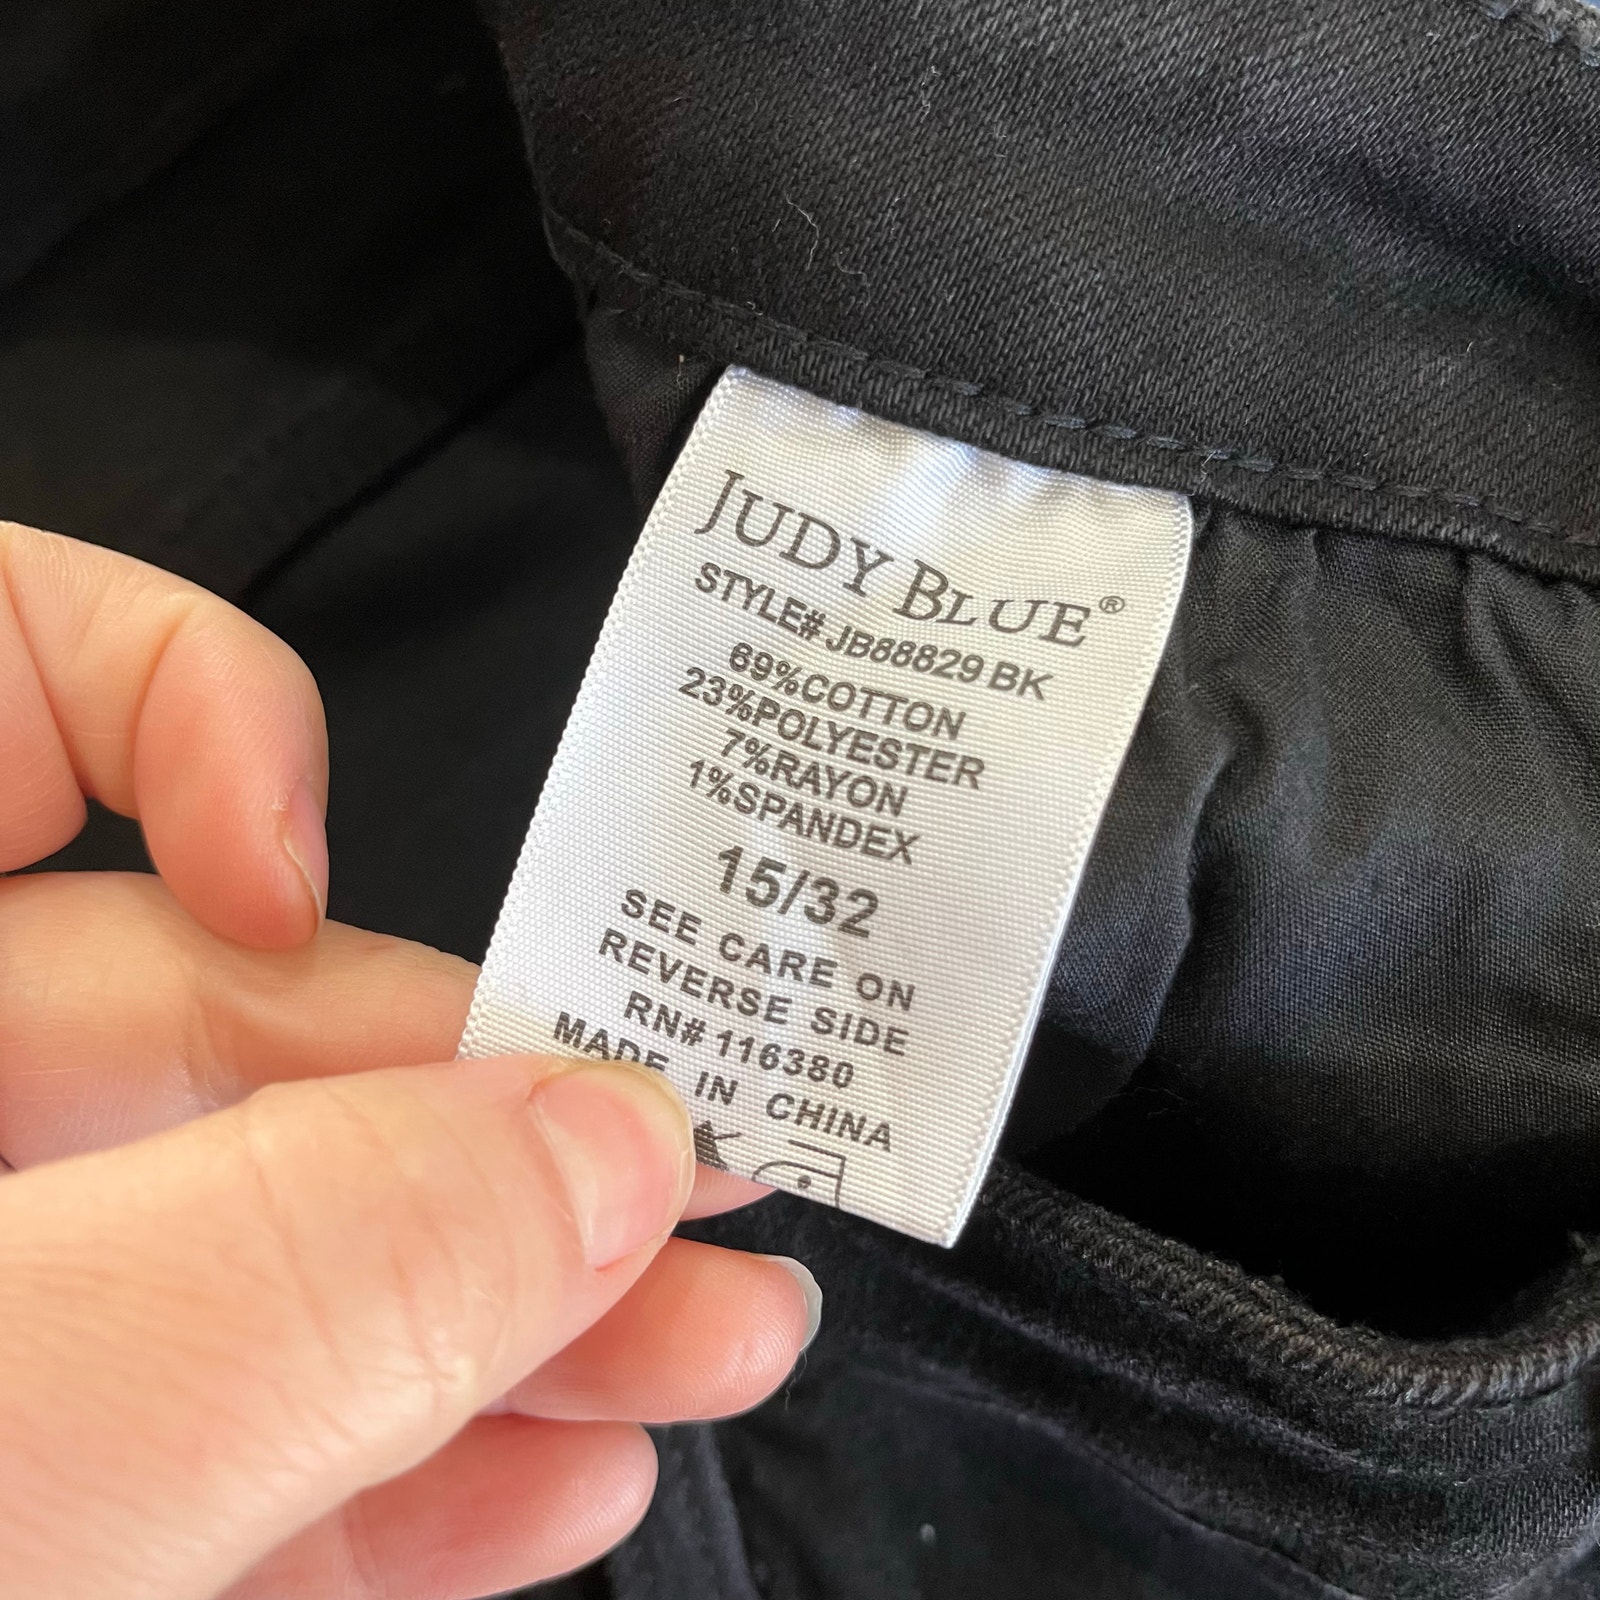 JUDY BLUE®
STYLE# JB88829 BK
69%COTTON
23%POLYESTER
7%RAYON
1%SPANDEX
15/32
SEE CARE ON
REVERSE SIDE
RN# 116380
MADE IN CHINA